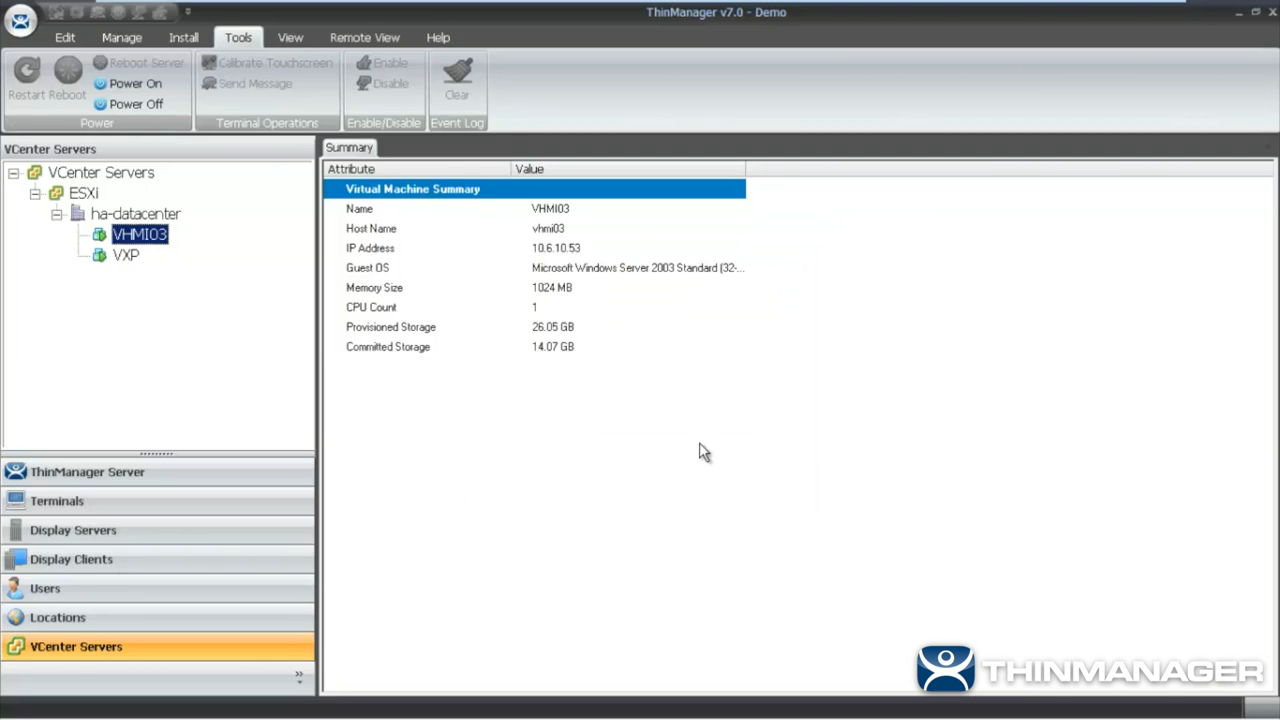 ThinManager v7.0 - Demo
Edit Manage Install Tools View Remote View Help
Restart Reboot
Reboot Server
Power On
Power Off
Power
Calibrate Touchscreen
Send Message
Terminal Operations
Enable
Disable
Enable/Disable
Clear
Event Log
VCenter Servers
VCenter Servers
ESXi
ha-datacenter
VHMI03
VXP
ThinManager Server
Terminals
Display Servers
Display Clients
Users
Locations
VCenter Servers
Summary
Attribute Value
Virtual Machine Summary
Name VHMI03
Host Name vhmi03
IP Address 10.6.10.53
Guest OS Microsoft Windows Server 2003 Standard (32-...
Memory Size 1024 MB
CPU Count 1
Provisioned Storage 26.05 GB
Committed Storage 14.07 GB
THINMANAGER